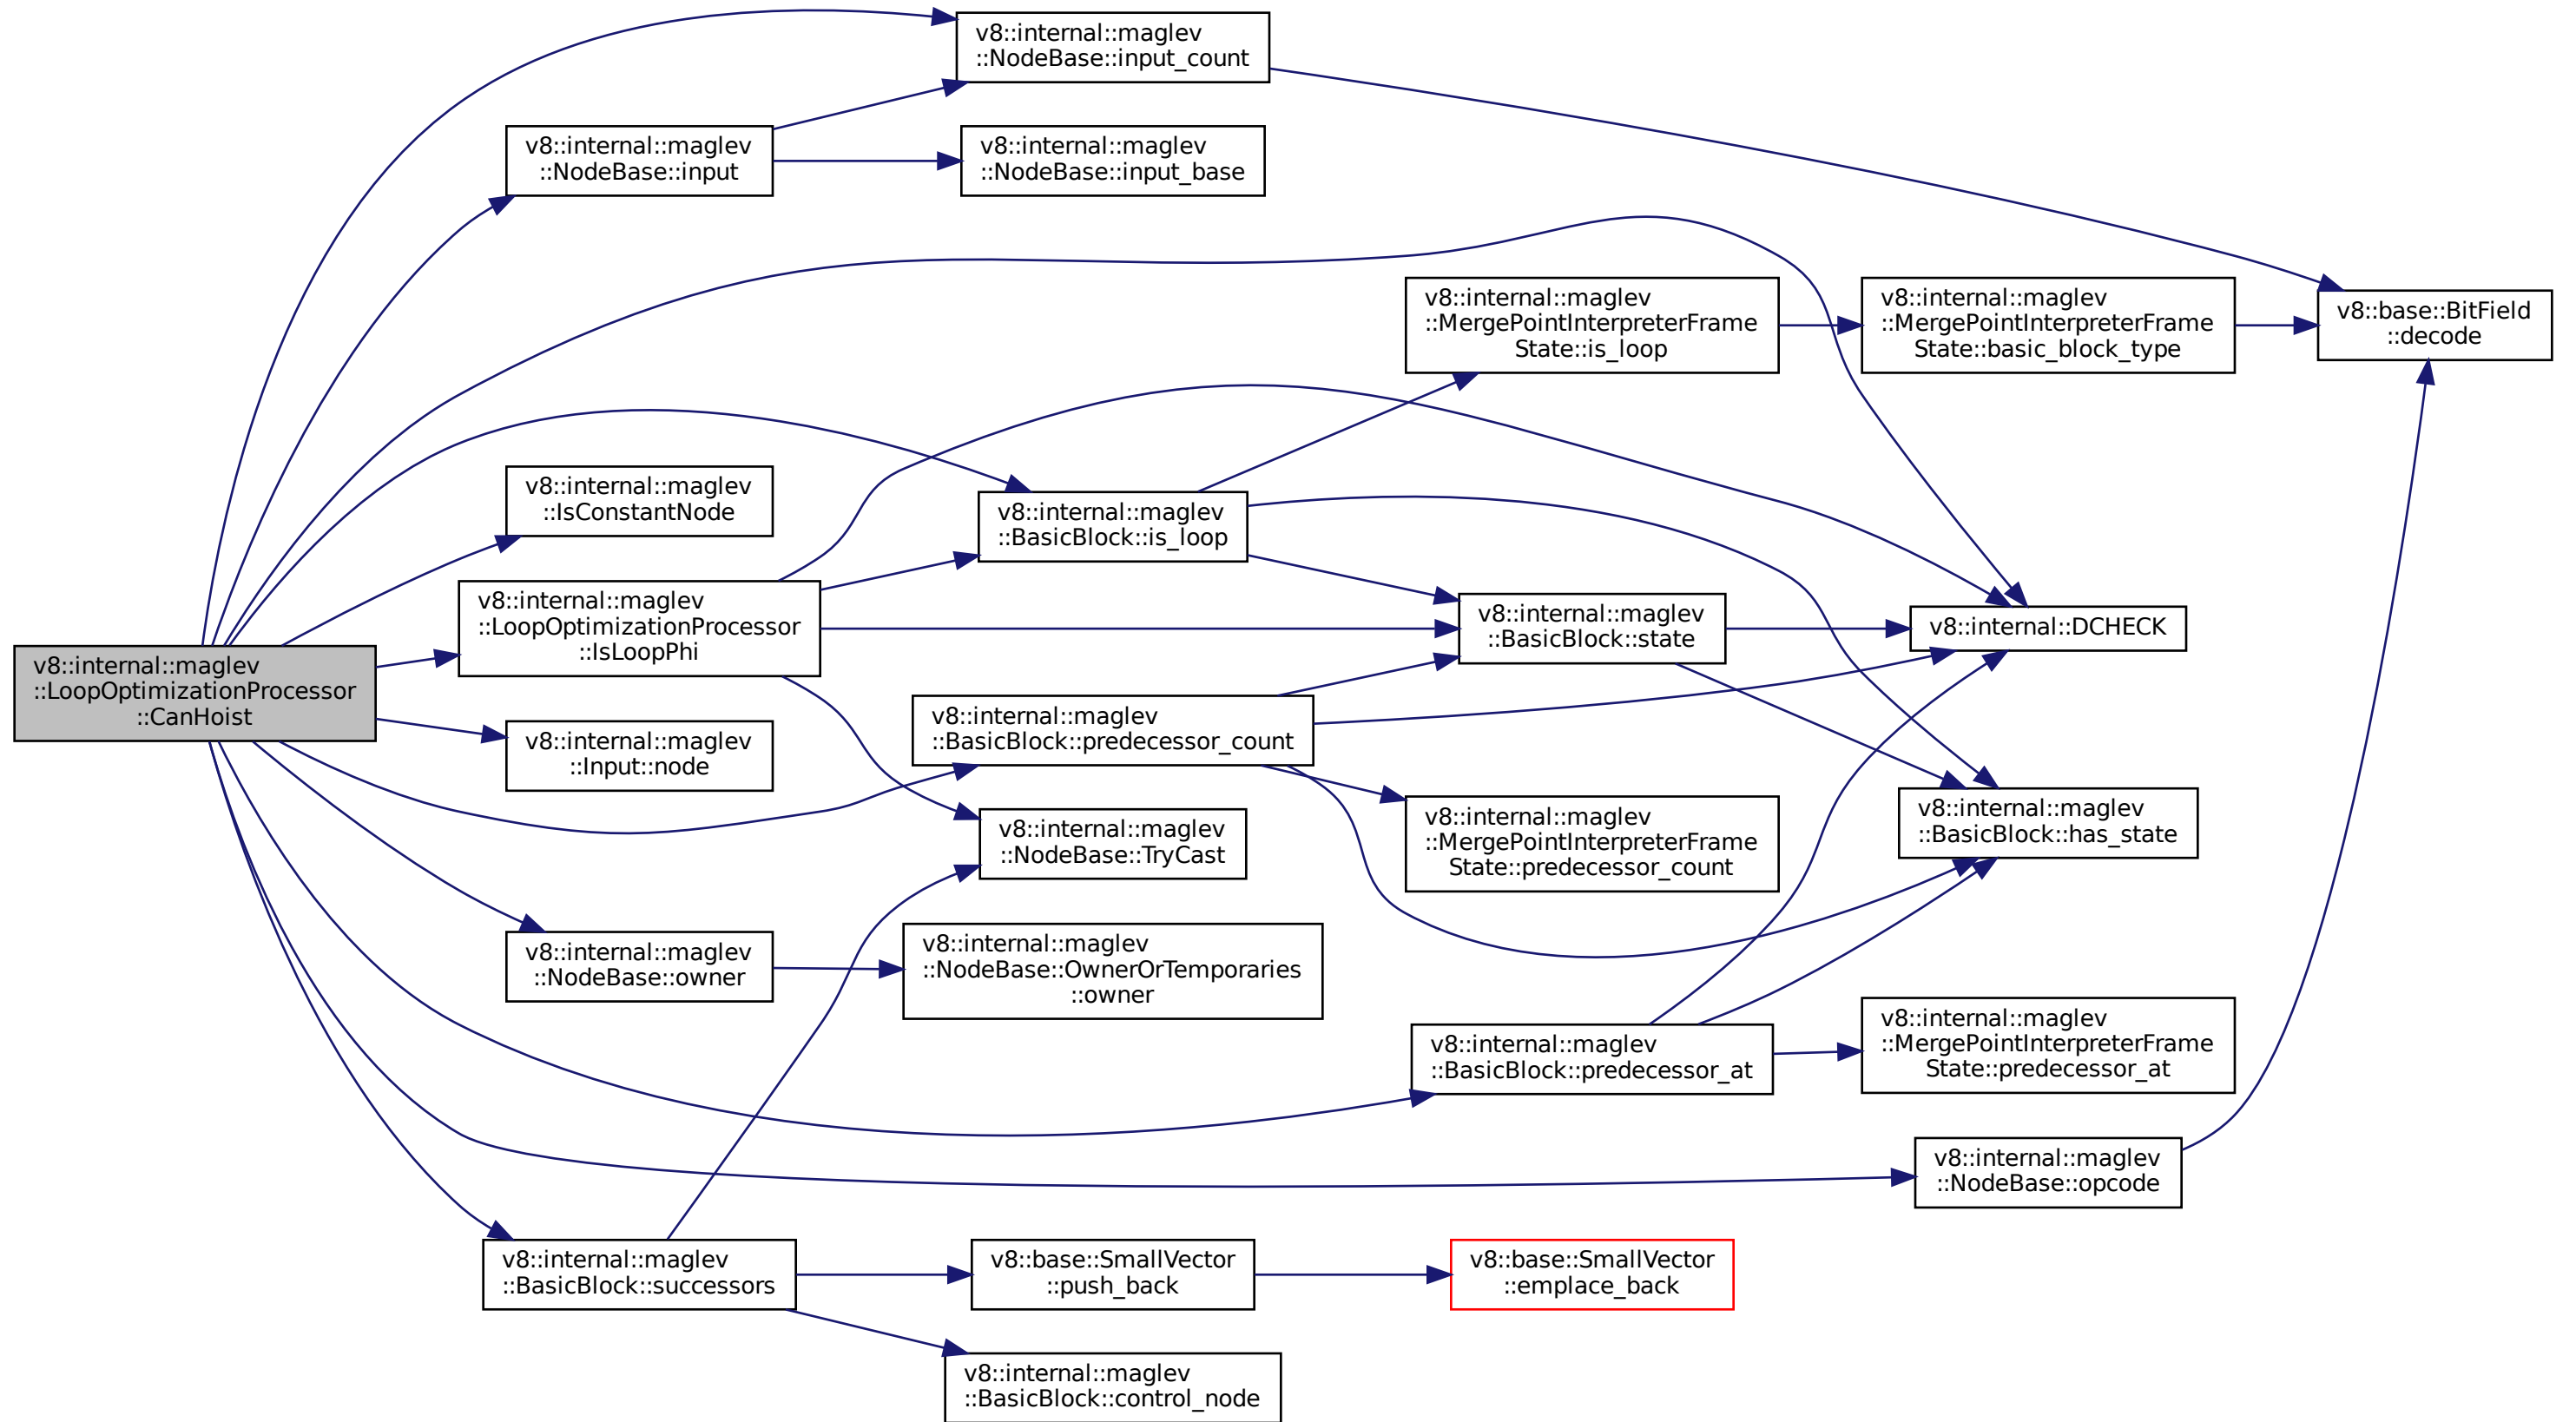 v8::internal::maglev
::LoopOptimizationProcessor
::CanHoist
v8::internal::maglev
::NodeBase::input_count
v8::internal::maglev
::NodeBase::input
v8::internal::maglev
::NodeBase::input_base
v8::internal::maglev
::IsConstantNode
v8::internal::maglev
::LoopOptimizationProcessor
::IsLoopPhi
v8::internal::maglev
::Input::node
v8::internal::maglev
::NodeBase::owner
v8::internal::maglev
::BasicBlock::successors
v8::internal::maglev
::BasicBlock::is_loop
v8::internal::maglev
::BasicBlock::predecessor_count
v8::internal::maglev
::NodeBase::TryCast
v8::internal::maglev
::NodeBase::OwnerOrTemporaries
::owner
v8::base::SmallVector
::push_back
v8::internal::maglev
::BasicBlock::control_node
v8::internal::maglev
::MergePointInterpreterFrame
State::is_loop
v8::internal::maglev
::BasicBlock::state
v8::internal::maglev
::MergePointInterpreterFrame
State::predecessor_count
v8::internal::maglev
::BasicBlock::predecessor_at
v8::base::SmallVector
::emplace_back
v8::internal::maglev
::MergePointInterpreterFrame
State::basic_block_type
v8::internal::DCHECK
v8::internal::maglev
::BasicBlock::has_state
v8::internal::maglev
::MergePointInterpreterFrame
State::predecessor_at
v8::internal::maglev
::NodeBase::opcode
v8::base::BitField
::decode